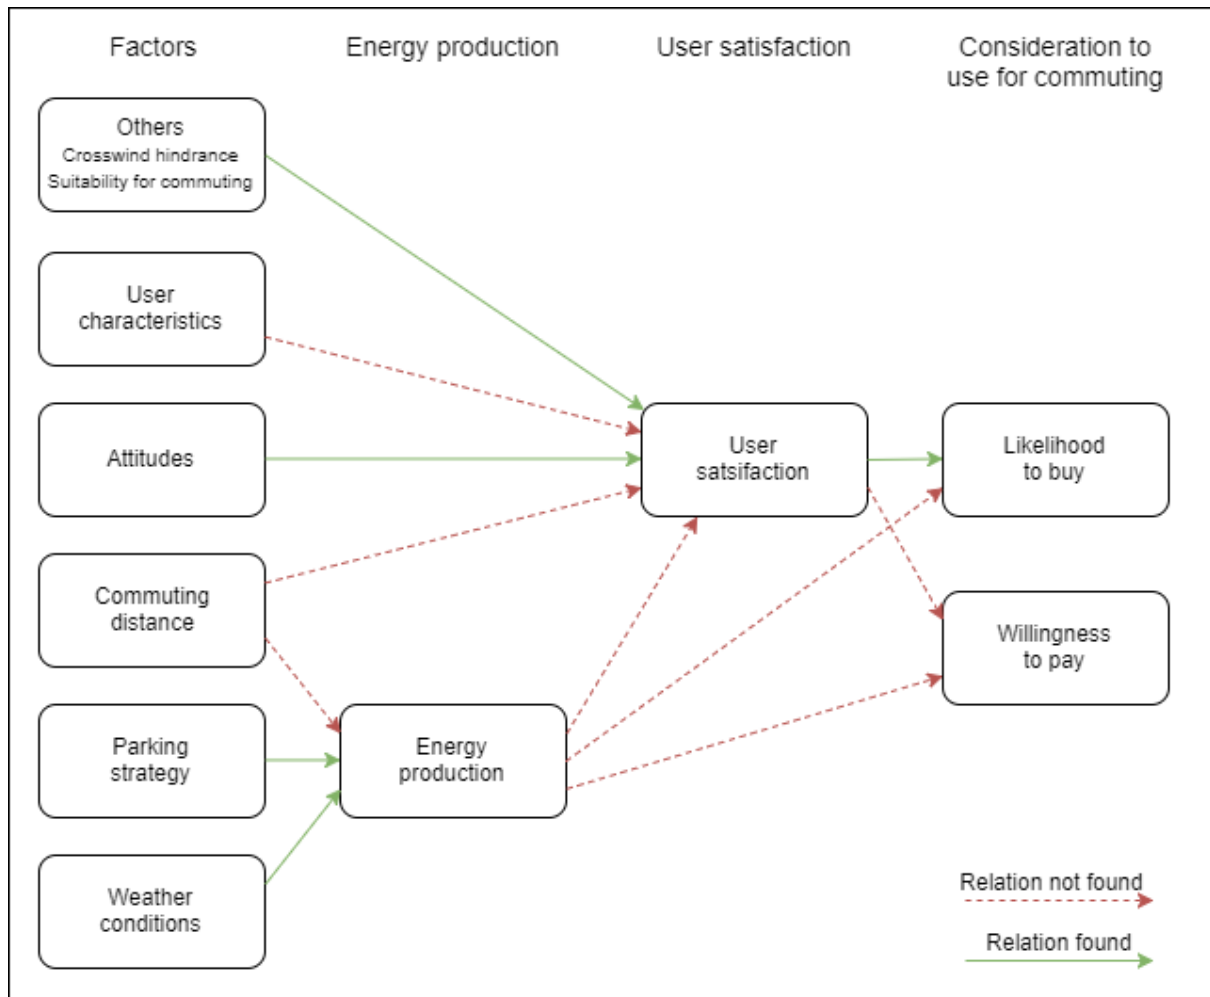 Factors
Energy production
User satisfaction
Consideration to
use for commuting
Others
Crosswind hindrance
Suitability for commuting
User
characteristics
Attitudes
User
satsifaction
Likelihood
to buy
Commuting
distance
Willingness
to pay
Parking
strategy
Energy
production
Weather
conditions
Relation not found
Relation found